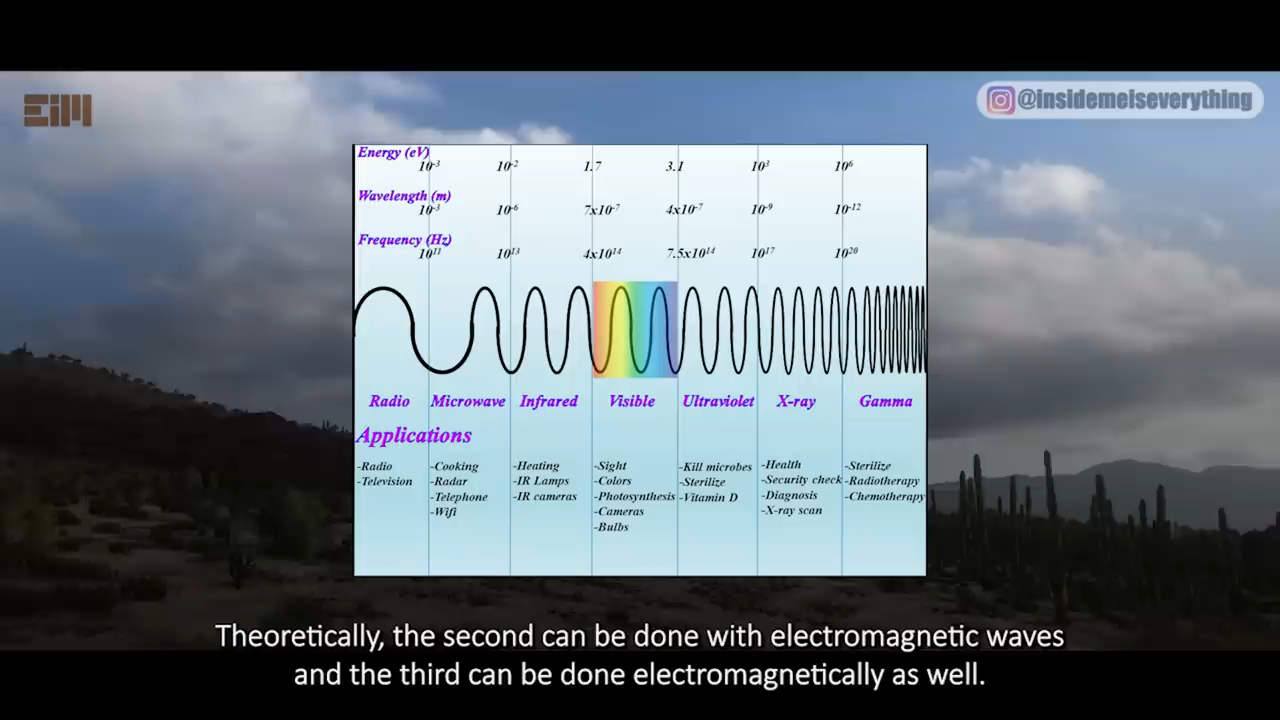 EiM
@insidemeiseverything
Energy (eV)
10-3 10-2 1.7 3.1 10³ 10⁶
Wavelength (m)
10-3 10-6 7x10-7 4x10-7 10-9 10-12
Frequency (Hz)
10¹¹ 10¹³ 4x10¹⁴ 7.5x10¹⁴ 10¹⁷ 10²⁰
Radio Microwave Infrared Visible Ultraviolet X-ray Gamma
Applications
-Radio
-Television
-Cooking
-Radar
-Telephone
-Wifi
-Heating
-IR Lamps
-IR cameras
-Sight
-Colors
-Photosynthesis
-Cameras
-Bulbs
-Kill microbes
-Sterilize
-Vitamin D
-Health
-Security check
-Diagnosis
-X-ray scan
-Sterilize
-Radiotherapy
-Chemotherapy
Theoretically, the second can be done with electromagnetic waves
and the third can be done electromagnetically as well.